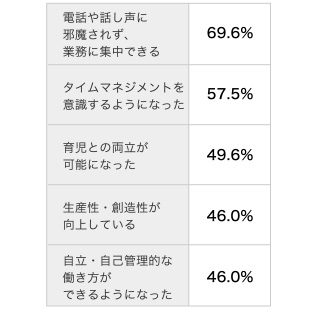 電話や話し声に
邪魔されず、
業務に集中できる
69.6%
タイムマネジメントを
意識するようになった
57.5%
育児との両立が
可能になった
49.6%
生産性・創造性が
向上している
46.0%
自立・自己管理的な
働き方が
できるようになった
46.0%